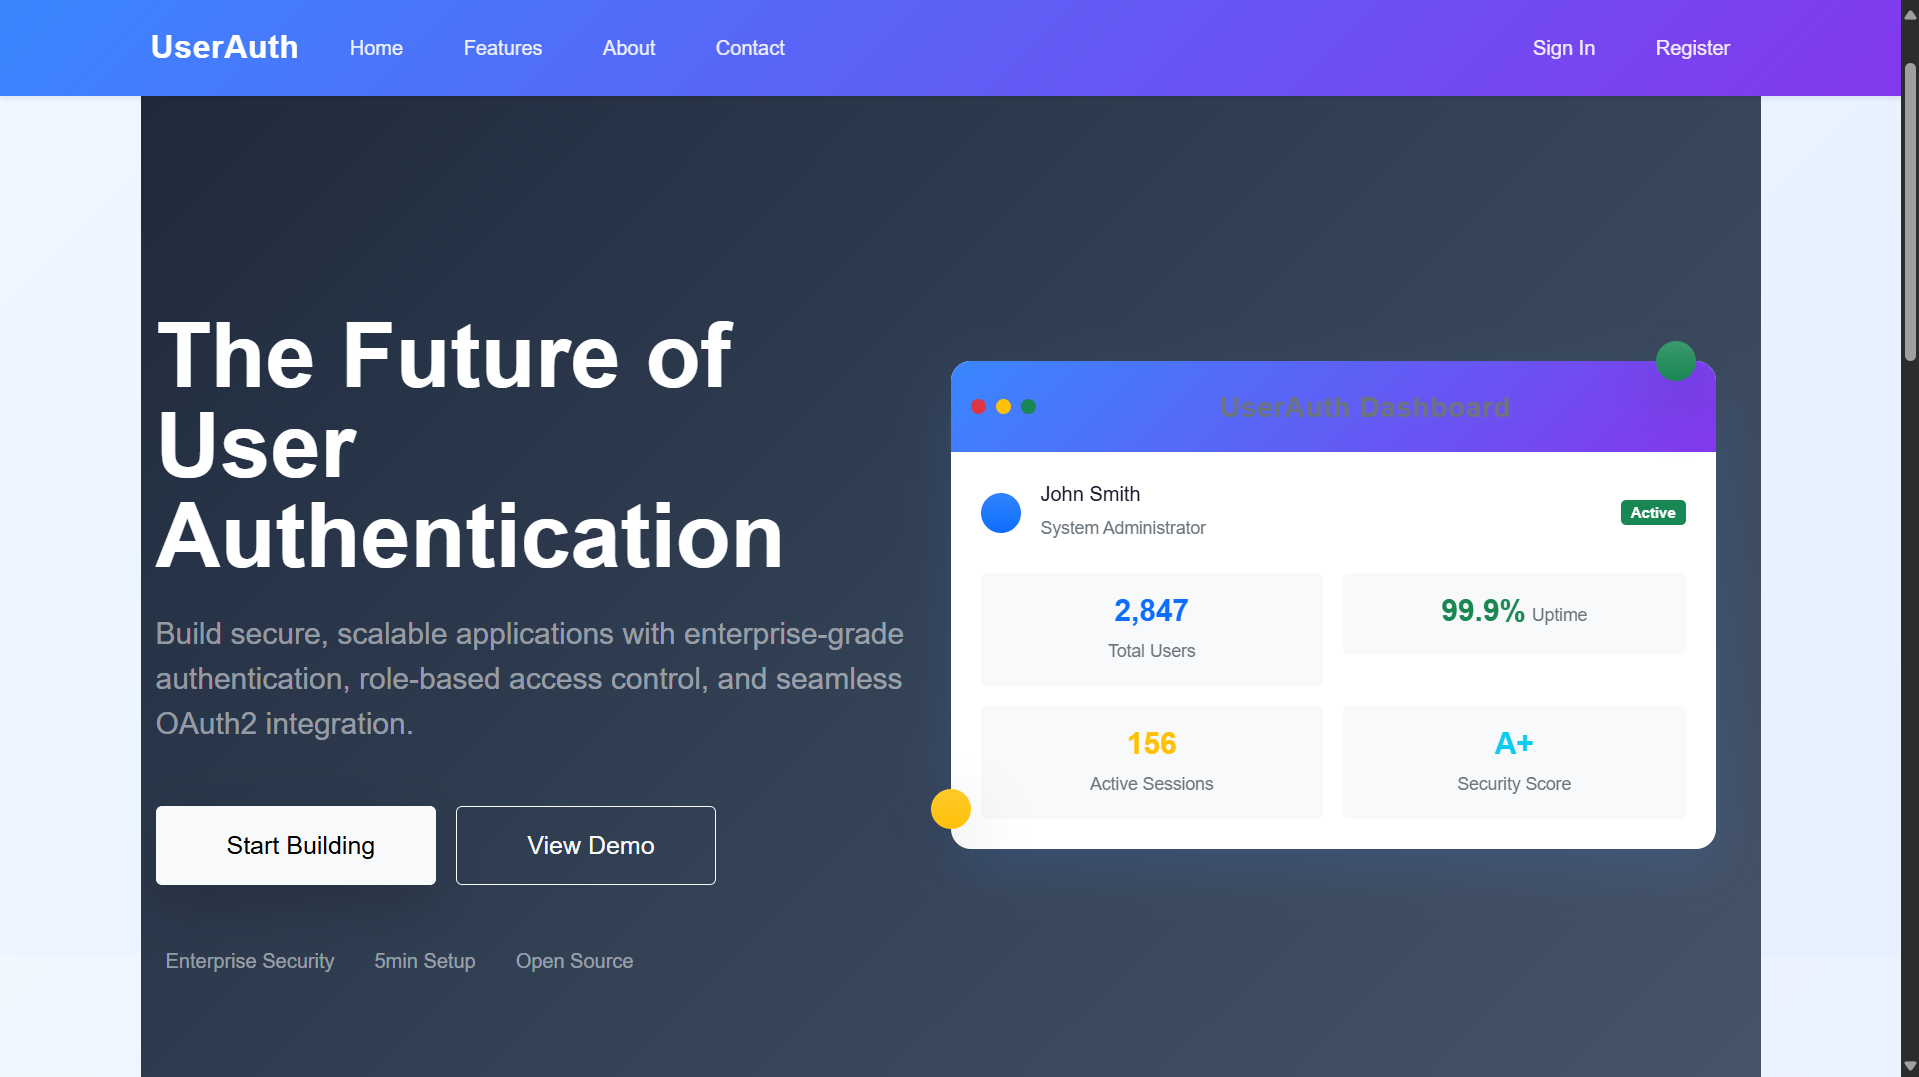 UserAuth
Home
Features
About
Contact
Sign In
Register
The Future of
User
Authentication
Build secure, scalable applications with enterprise-grade
authentication, role-based access control, and seamless
OAuth2 integration.
Start Building
View Demo
Enterprise Security
5min Setup
Open Source
UserAuth Dashboard
John Smith
System Administrator
Active
2,847
Total Users
99.9% Uptime
156
Active Sessions
A+
Security Score